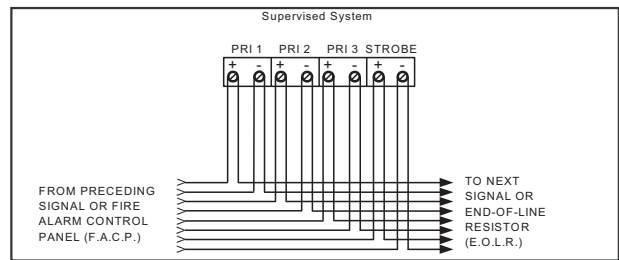 Supervised System
PRI 1 PRI 2 PRI 3 STROBE
+ - + - + - + -
FROM PRECEDING
SIGNAL OR FIRE
ALARM CONTROL
PANEL (F.A.C.P.)
TO NEXT
SIGNAL OR
END-OF-LINE
RESISTOR
(E.O.L.R.)